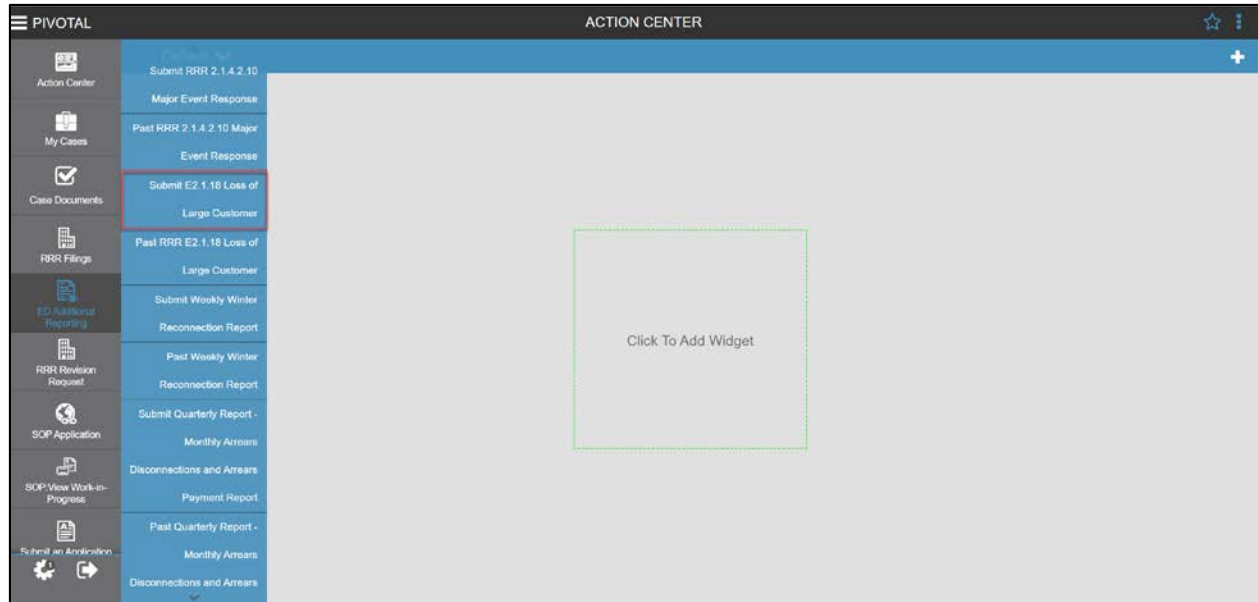 PIVOTAL
ACTION CENTER
Action Center
My Cases
Case Documents
RRR Filings
ED Additional
Reporting
RRR Revision
Request
SOP Application
SOP:View Work-in-
Progress
Submit an Application
Submit RRR 2.1.4.2.10
Major Event Response
Past RRR 2.1.4.2.10 Major
Event Response
Submit E2.1.18 Loss of
Large Customer
Past RRR E2.1.18 Loss of
Large Customer
Submit Weekly Winter
Reconnection Report
Past Weekly Winter
Reconnection Report
Submit Quarterly Report -
Monthly Arrears
Disconnections and Arrears
Payment Report
Past Quarterly Report -
Monthly Arrears
Disconnections and Arrears
Click To Add Widget